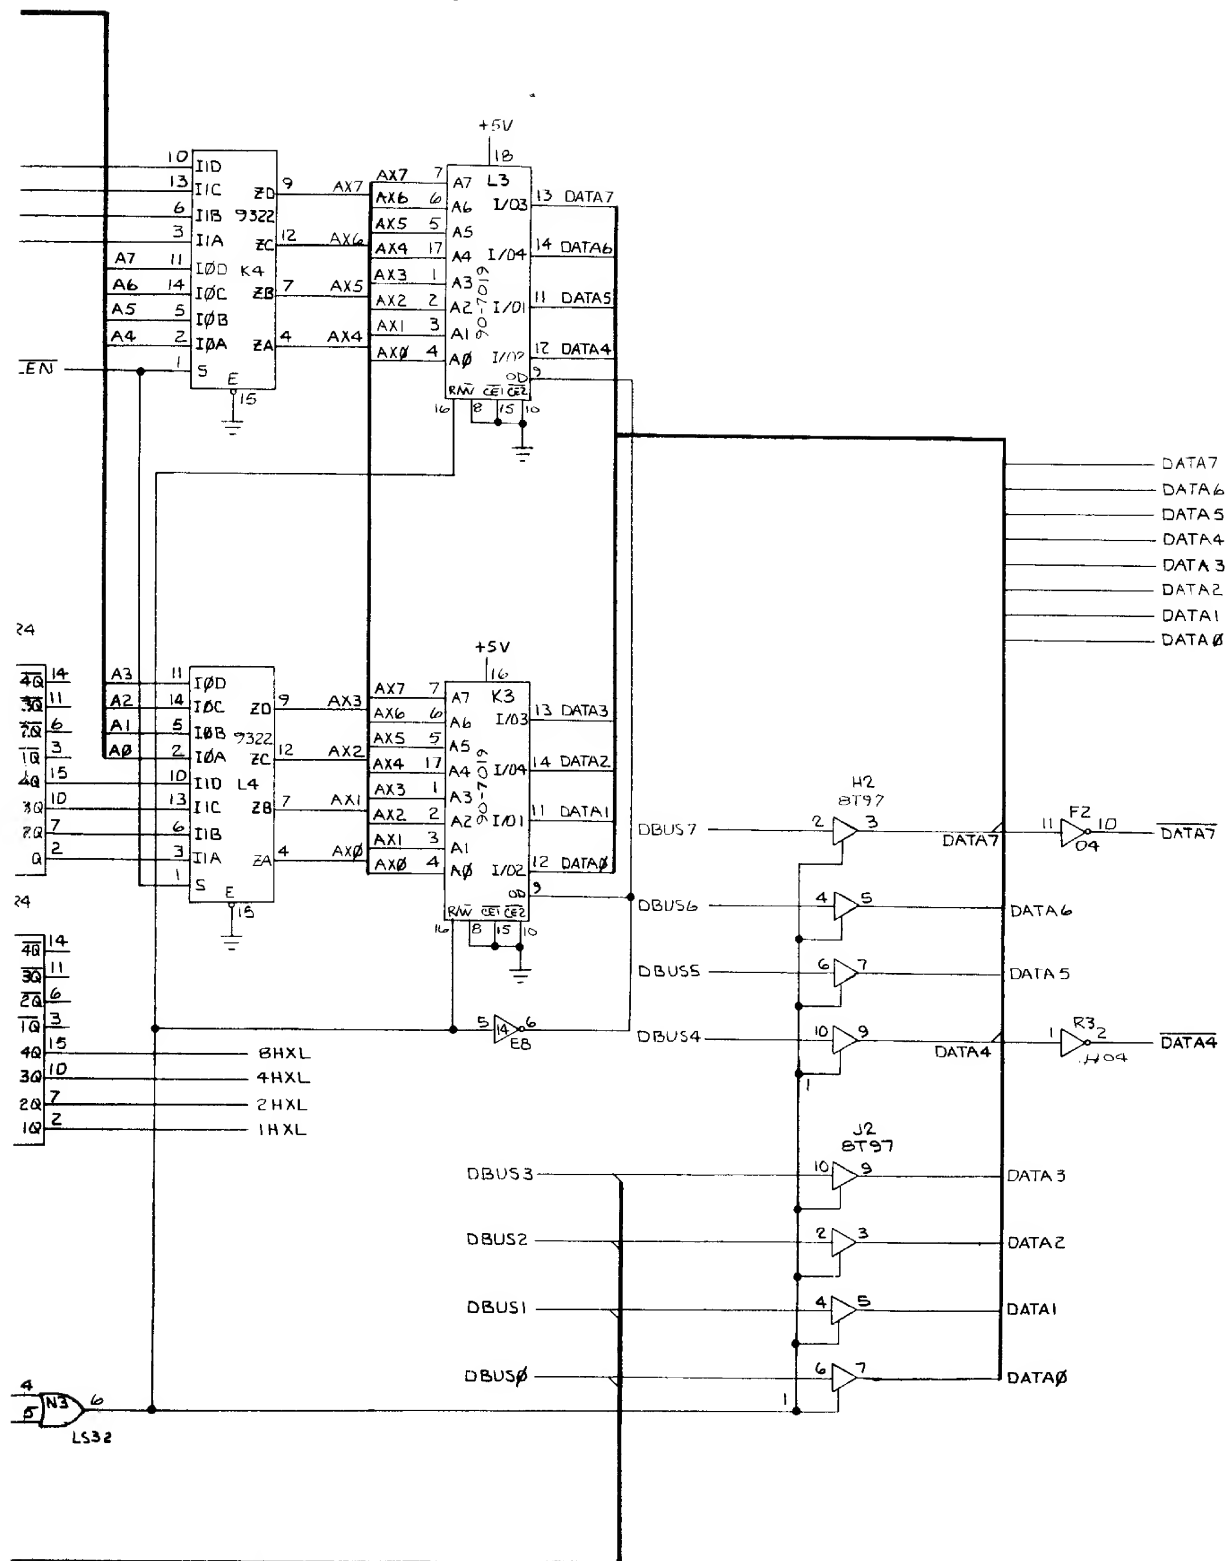 +5V
18
10 I1D
13 I1C ZD 9 AX7
6 I1B 9322
3 I1A ZC 12 AX6
A7 11 IØD K4
A6 14 IØC ZB 7 AX5
A5 5 IØB
A4 2 IØA ZA 4 AX4
1 S
E
15
AX7 7 A7 L3
AX6 6 A6 I/O3 13 DATA7
AX5 5 A5
AX4 17 A4 I/O4 14 DATA6
AX3 1 A3
AX2 2 A2 I/O1 11 DATA5
AX1 3 A1
AXØ 4 AØ I/O2 12 DATA4
90-7019
OD 9
R/W CE1 CE2
16 8 15 10
DATA7
DATA6
DATA5
DATA4
DATA3
DATA2
DATA1
DATAØ
24
4Q 14
3Q 11
2Q 6
1Q 3
4Q 15
3Q 10
2Q 7
Q 2
A3 11 IØD
A2 14 IØC ZD 9 AX3
A1 5 IØB 9322
AØ 2 IØA ZC 12 AX2
10 I1D L4
13 I1C ZB 7 AX1
6 I1B
3 I1A ZA 4 AXØ
1 S
E
15
+5V
16
AX7 7 A7 K3
AX6 6 A6 I/O3 13 DATA3
AX5 5 A5
AX4 17 A4 I/O4 14 DATA2
AX3 1 A3
AX2 2 A2 I/O1 11 DATA1
AX1 3 A1
AXØ 4 AØ I/O2 12 DATAØ
90-7019
OD 9
R/W CE1 CE2
16 8 15 10
5 14 6
E8
24
4Q 14
3Q 11
2Q 6
1Q 3
4Q 15 8HXL
3Q 10 4HXL
2Q 7 2HXL
1Q 2 1HXL
H2
8T97
DBUS7 2 3 DATA7 11 F2 10 DATA7
04
DBUS6 4 5 DATA6
DBUS5 6 7 DATA5
DBUS4 10 9 DATA4 1 R3 2 DATA4
1
J2
8T97
DBUS3 10 9 DATA3
DBUS2 2 3 DATA2
DBUS1 4 5 DATA1
DBUSØ 6 7 DATAØ
1
4
5 N3 6
LS32